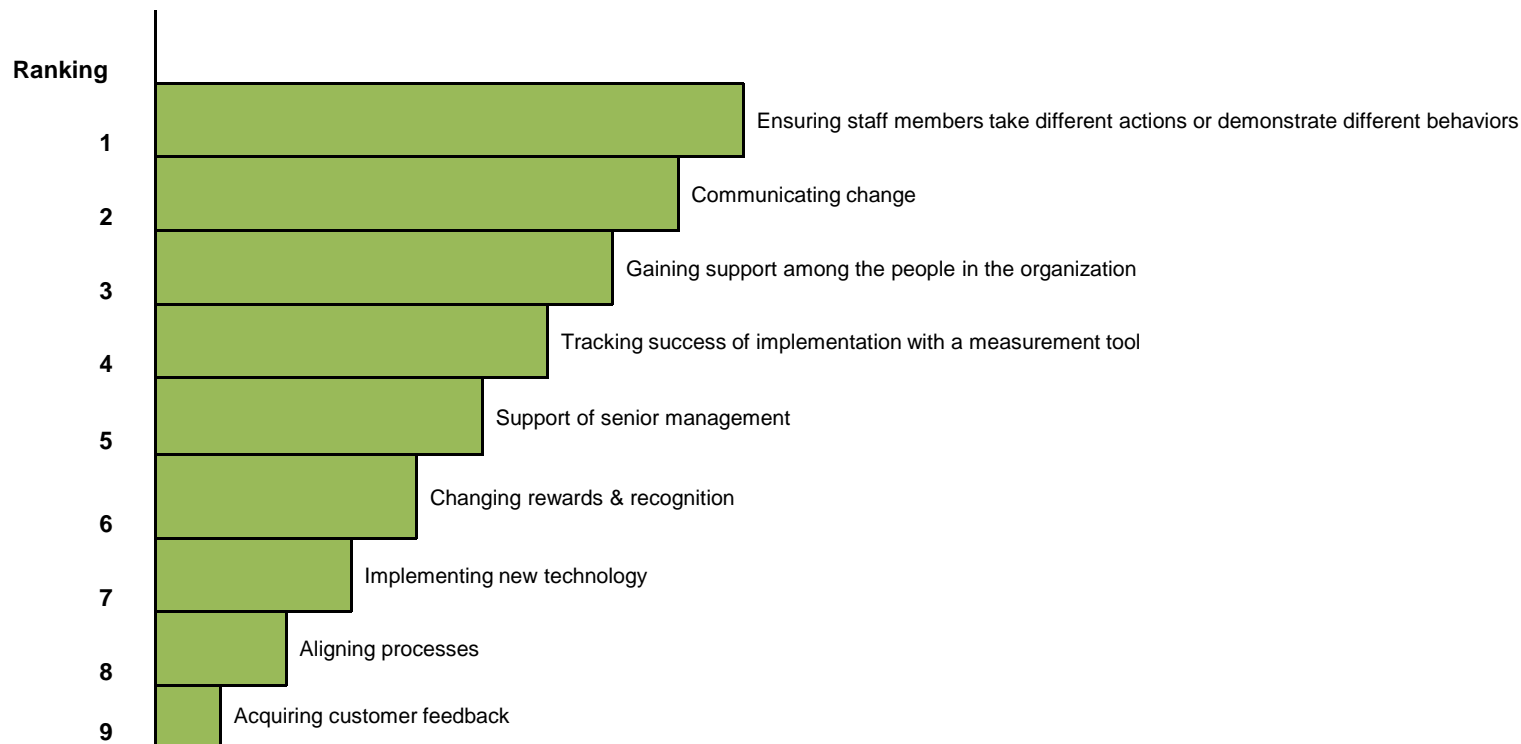 Ranking
Ensuring staff members take different actions or demonstrate different behaviors
1
Communicating change
2
Gaining support among the people in the organization
3
Tracking success of implementation with a measurement tool
4
Support of senior management
5
Changing rewards & recognition
6
Implementing new technology
7
Aligning processes
8
Acquiring customer feedback
9